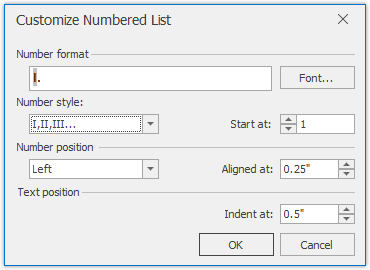 Customize Numbered List
Number format
I.
Font...
Number style:
I,II,III...
Start at: 1
Number position
Left
Aligned at: 0.25"
Text position
Indent at: 0.5"
OK Cancel